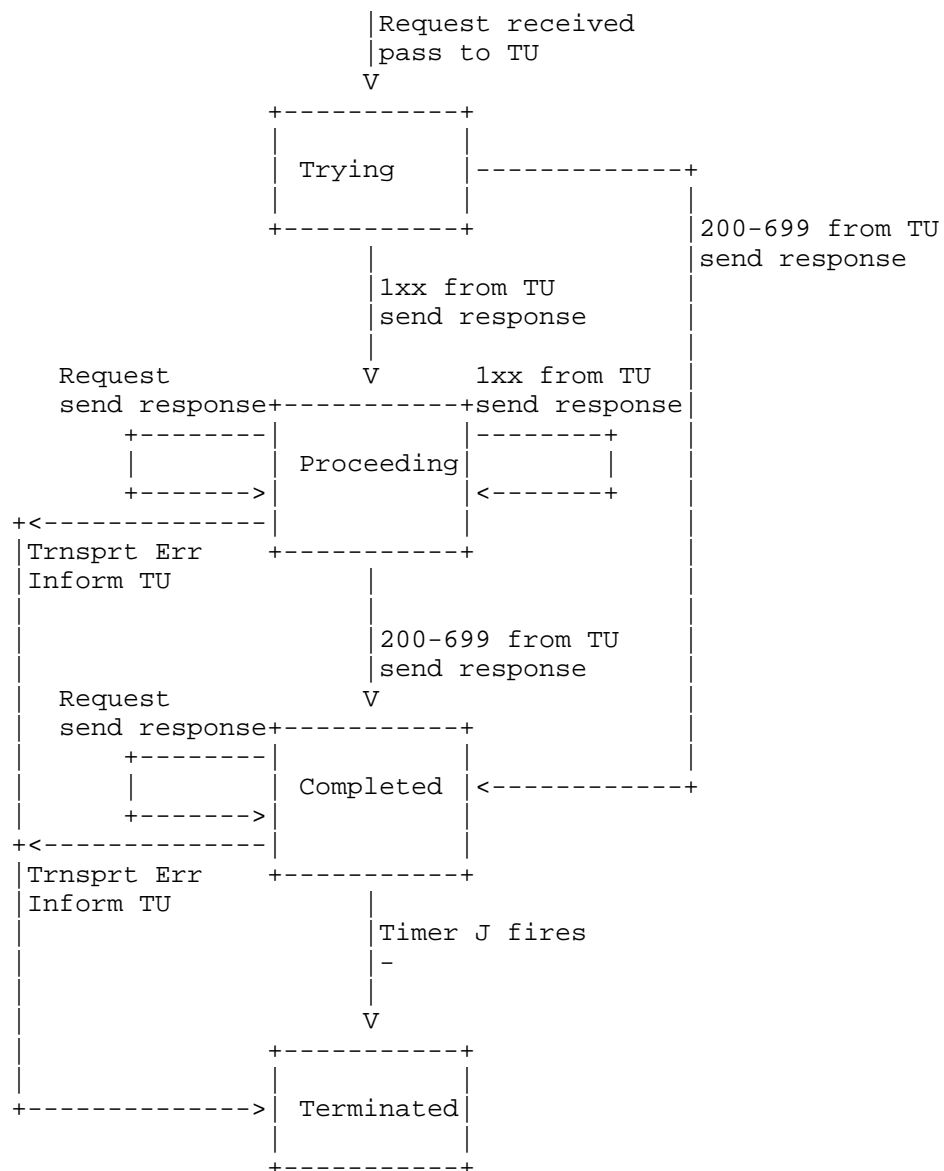 Request received
pass to TU
Trying
200-699 from TU
send response
1xx from TU
send response
Request
1xx from TU
send response
send response
Proceeding
Trnsprt Err
Inform TU
200-699 from TU
send response
Request
send response
Completed
Trnsprt Err
Inform TU
Timer J fires
-
Terminated